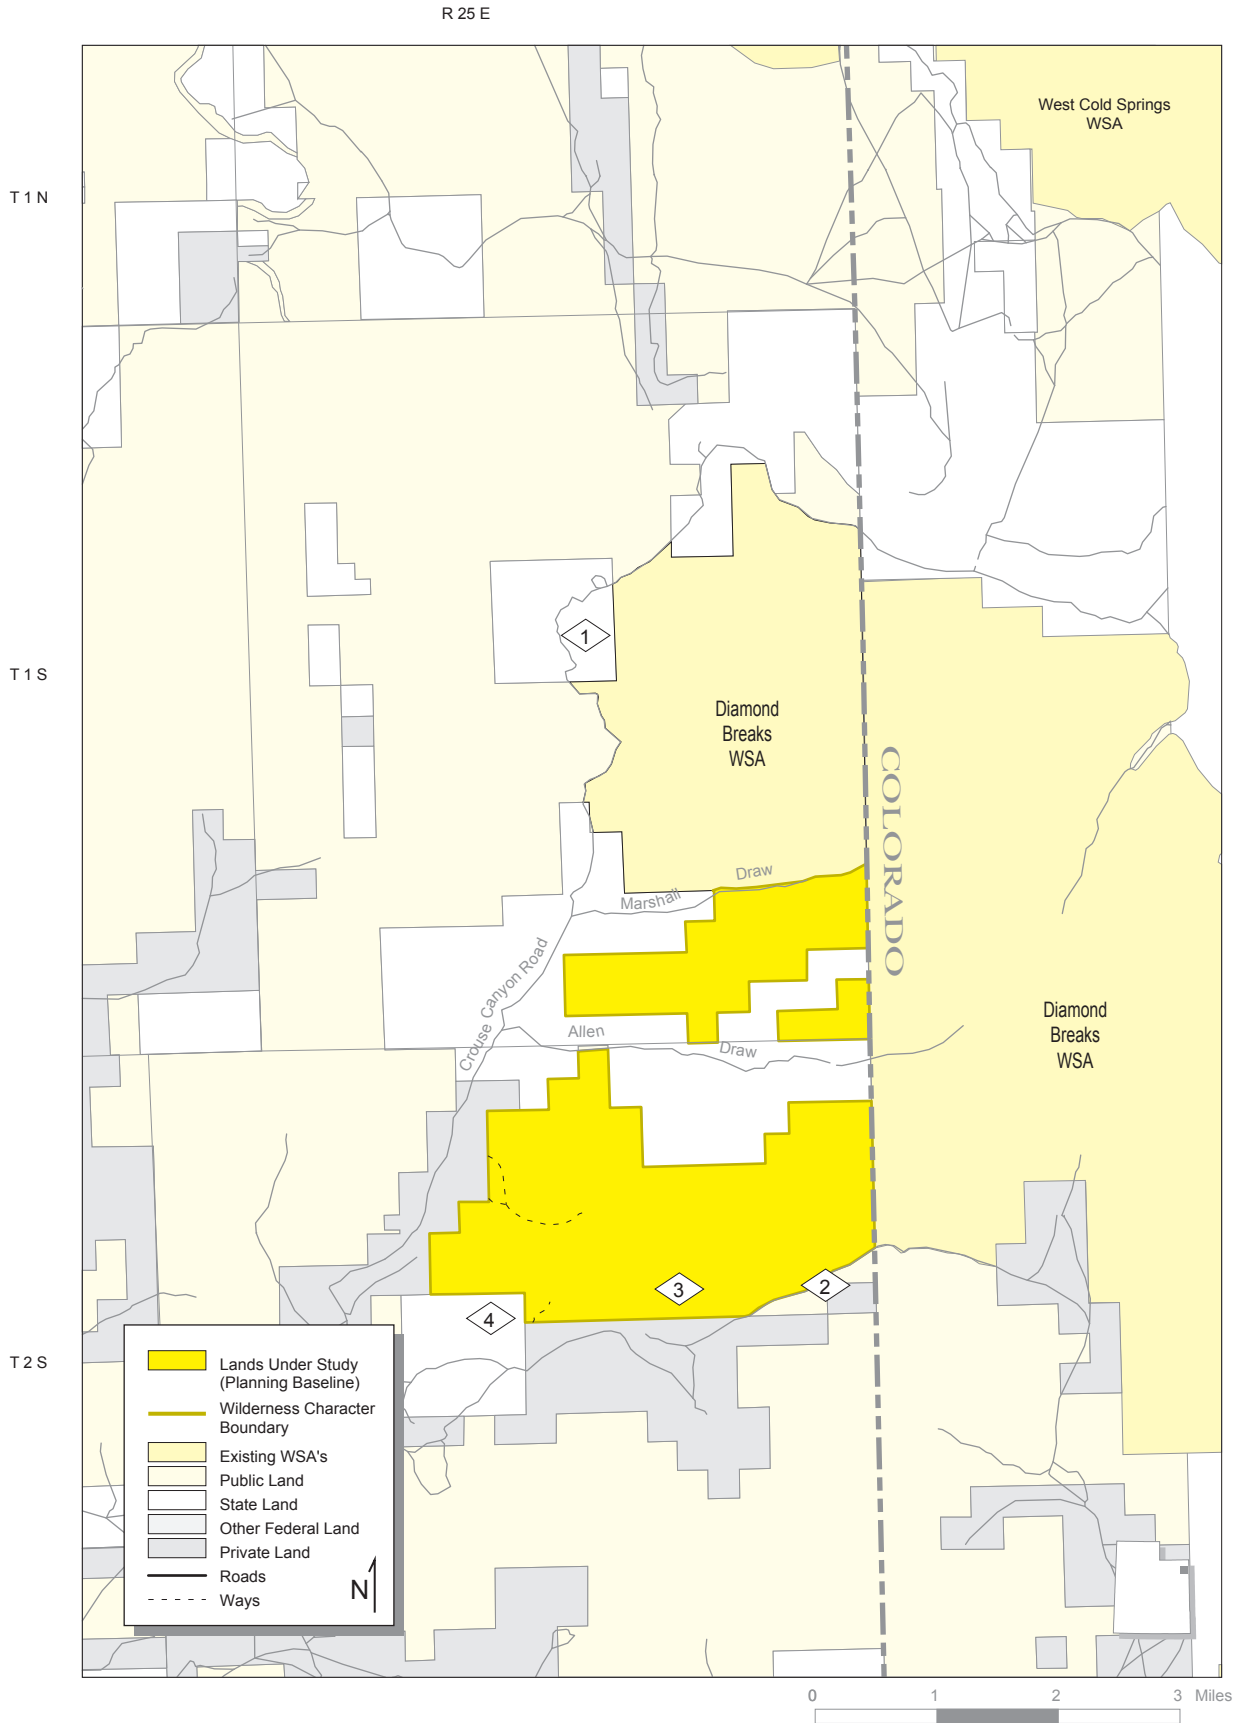 R 25 E
West Cold Springs
WSA
T 1 N
1
T 1 S
Diamond
Breaks
WSA
COLORADO
Draw
Marshall
Crouse Canyon Road
Allen
Draw
Diamond
Breaks
WSA
2
3
4
T 2 S
Lands Under Study
(Planning Baseline)
Wilderness Character
Boundary
Existing WSA's
Public Land
State Land
Other Federal Land
Private Land
Roads
Ways
N
0 1 2 3 Miles